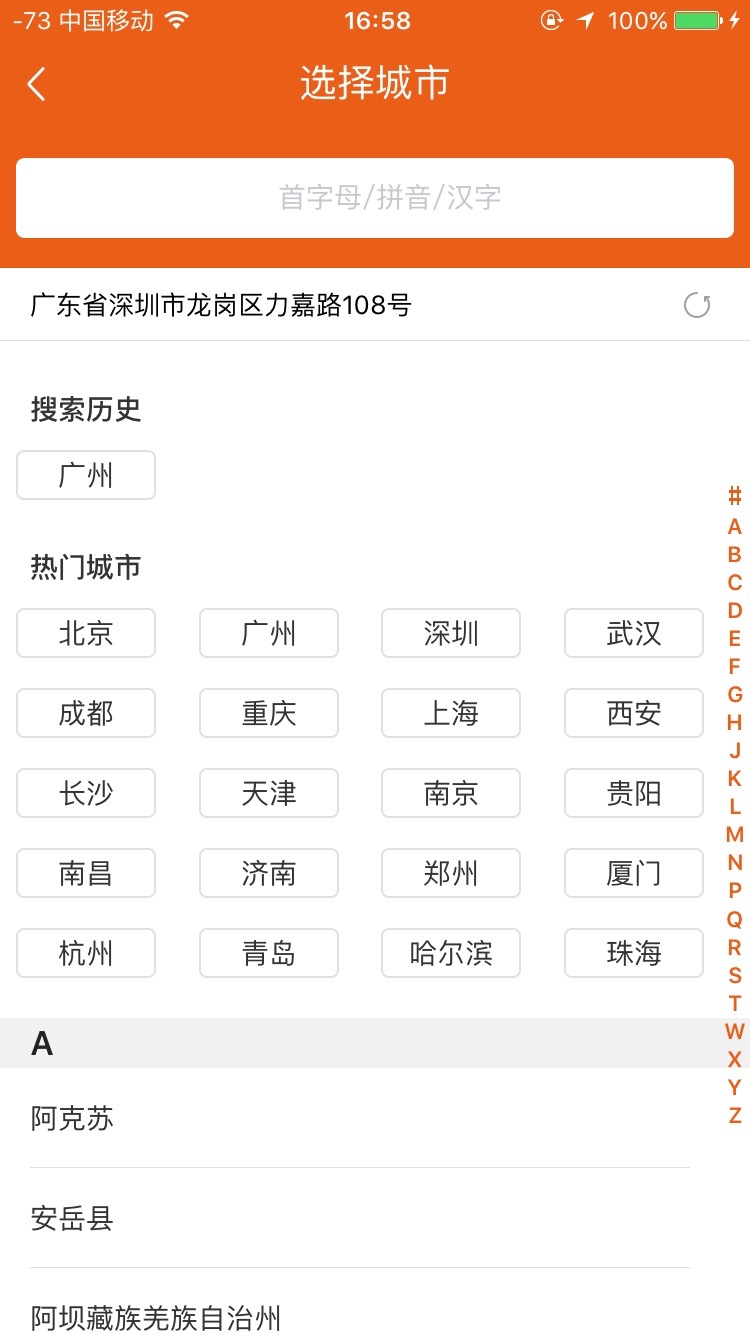 -73 中国移动 16:58 100%
选择城市
首字母/拼音/汉字
广东省深圳市龙岗区力嘉路108号
搜索历史
广州
热门城市
北京 广州 深圳 武汉
成都 重庆 上海 西安
长沙 天津 南京 贵阳
南昌 济南 郑州 厦门
杭州 青岛 哈尔滨 珠海
A
阿克苏
安岳县
阿坝藏族羌族自治州
#
A
B
C
D
E
F
G
H
J
K
L
M
N
P
Q
R
S
T
W
X
Y
Z